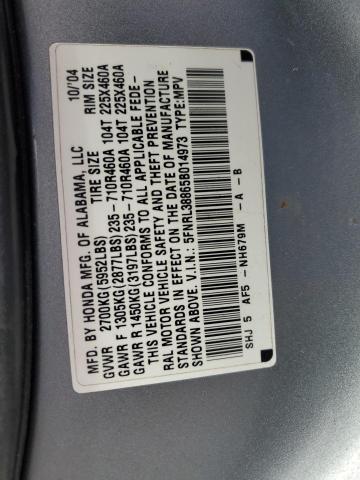 MFD. BY HONDA MFG. OF ALABAMA, LLC 10/'04
TIRE SIZE RIM SIZE
GVWR 2700KG(5952LBS)
GAWR F 1305KG(2877LBS)235-710R460A 104T 225X460A
GAWR R 1450KG(3197LBS)235-710R460A 104T 225X460A
THIS VEHICLE CONFORMS TO ALL APPLICABLE FEDE-
RAL MOTOR VEHICLE SAFETY AND THEFT PREVENTION
STANDARDS IN EFFECT ON THE DATE OF MANUFACTURE
SHOWN ABOVE. V.I.N.: 5FNRL38865B014973 TYPE:MPV
SHJ 5 AF5 -NH679M -A -B